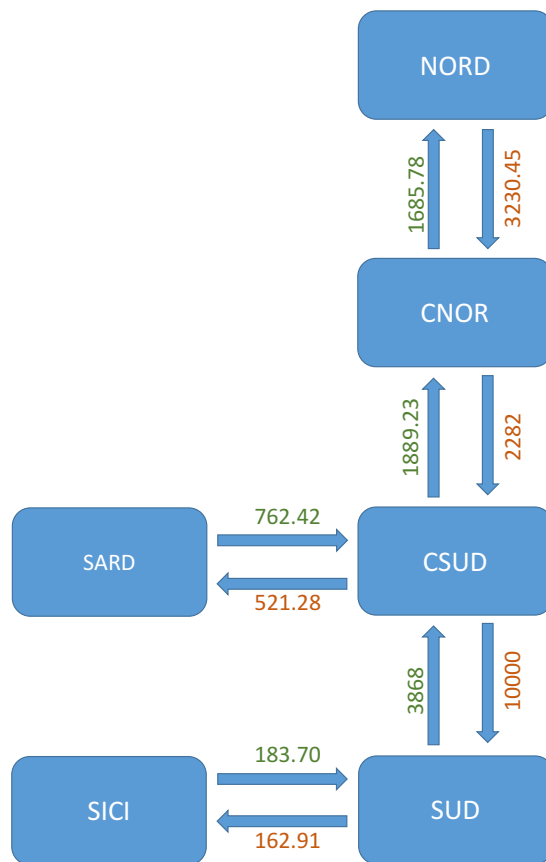 NORD
1685.78
3230.45
CNOR
1889.23
2282
SARD
762.42
521.28
CSUD
3868
10000
SICI
183.70
162.91
SUD